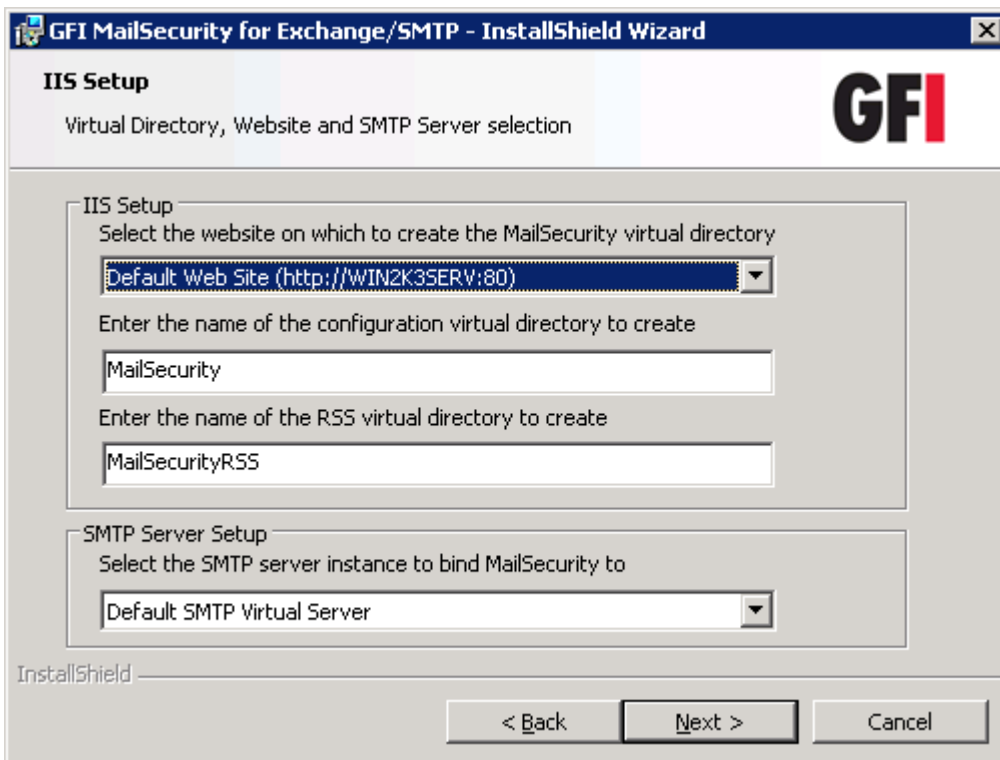 GFI MailSecurity for Exchange/SMTP - InstallShield Wizard
IIS Setup
Virtual Directory, Website and SMTP Server selection
GFI
IIS Setup
Select the website on which to create the MailSecurity virtual directory
Default Web Site (http://WIN2K3SERV:80)
Enter the name of the configuration virtual directory to create
MailSecurity
Enter the name of the RSS virtual directory to create
MailSecurityRSS
SMTP Server Setup
Select the SMTP server instance to bind MailSecurity to
Default SMTP Virtual Server
InstallShield
< Back Next > Cancel